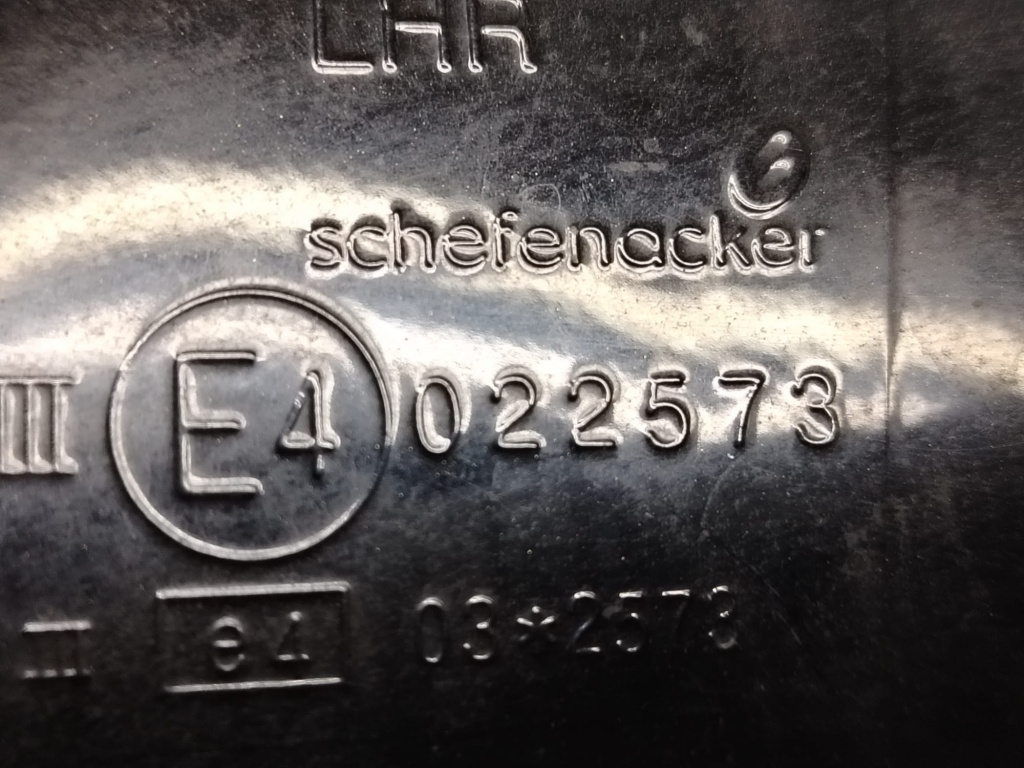 LHR
schefenacker
III E4 022573
III e4 03*2573